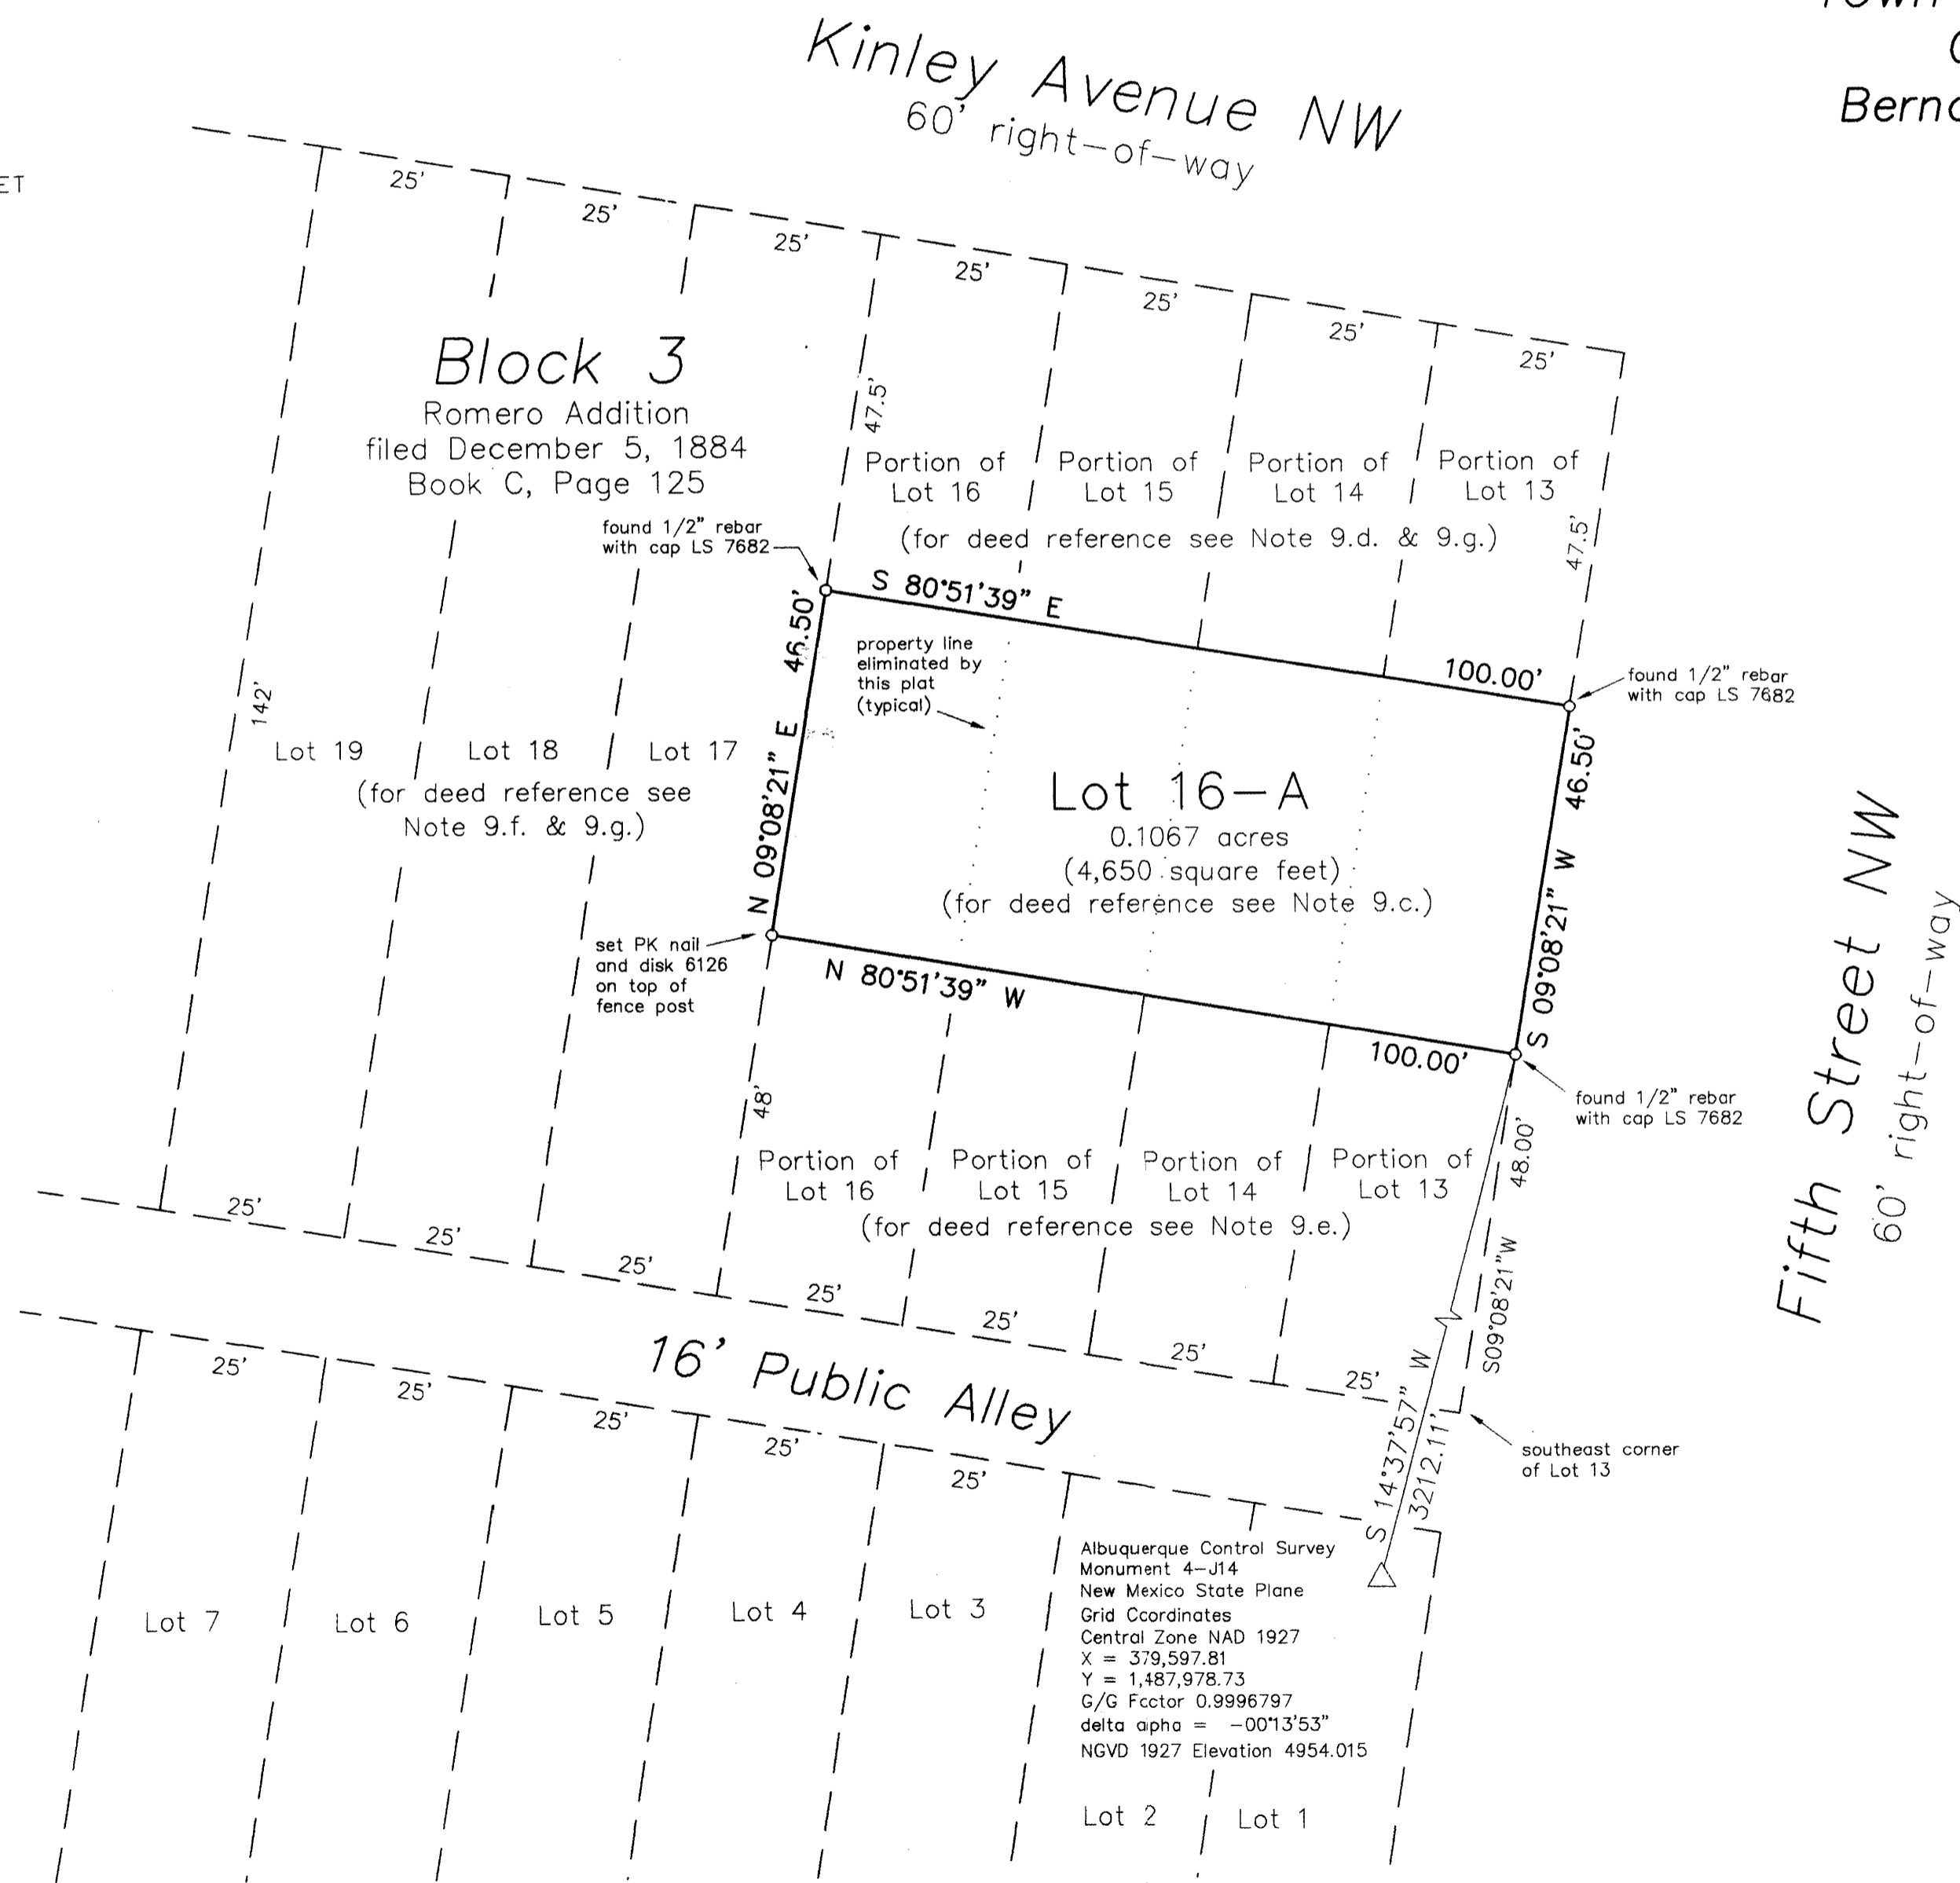 Kinley Avenue NW
60' right-of-way
Berna
ET
25'
25'
25'
25'
25'
25'
25'
Block 3
Romero Addition
filed December 5, 1884
Book C, Page 125
47.5'
Portion of
Lot 16
Portion of
Lot 15
Portion of
Lot 14
Portion of
Lot 13
47.5'
(for deed reference see Note 9.d. & 9.g.)
found 1/2" rebar
with cap LS 7682
S 80°51'39" E
100.00'
46.50'
N 09°08'21" E
property line
eliminated by
this plat
(typical)
found 1/2" rebar
with cap LS 7682
142'
Lot 19
Lot 18
Lot 17
(for deed reference see
Note 9.f. & 9.g.)
Lot 16-A
0.1067 acres
(4,650 square feet)
(for deed reference see Note 9.c.)
46.50'
S 09°08'21" W
Fifth Street NW
60' right-of-way
set PK nail
and disk 6126
on top of
fence post
N 80°51'39" W
100.00'
found 1/2" rebar
with cap LS 7682
48'
48.00'
S09°08'21"W
Portion of
Lot 16
Portion of
Lot 15
Portion of
Lot 14
Portion of
Lot 13
(for deed reference see Note 9.e.)
25'
25'
25'
25'
25'
25'
25'
16' Public Alley
S 14°37'57" W
3212.11'
southeast corner
of Lot 13
25'
25'
25'
25'
25'
Albuquerque Control Survey
Monument 4-J14
New Mexico State Plane
Grid Ccordinates
Central Zone NAD 1927
X = 379,597.81
Y = 1,487,978.73
G/G Fcctor 0.9996797
delta apha = -00°13'53"
NGVD 1927 Elevation 4954.015
Lot 7
Lot 6
Lot 5
Lot 4
Lot 3
Lot 2
Lot 1